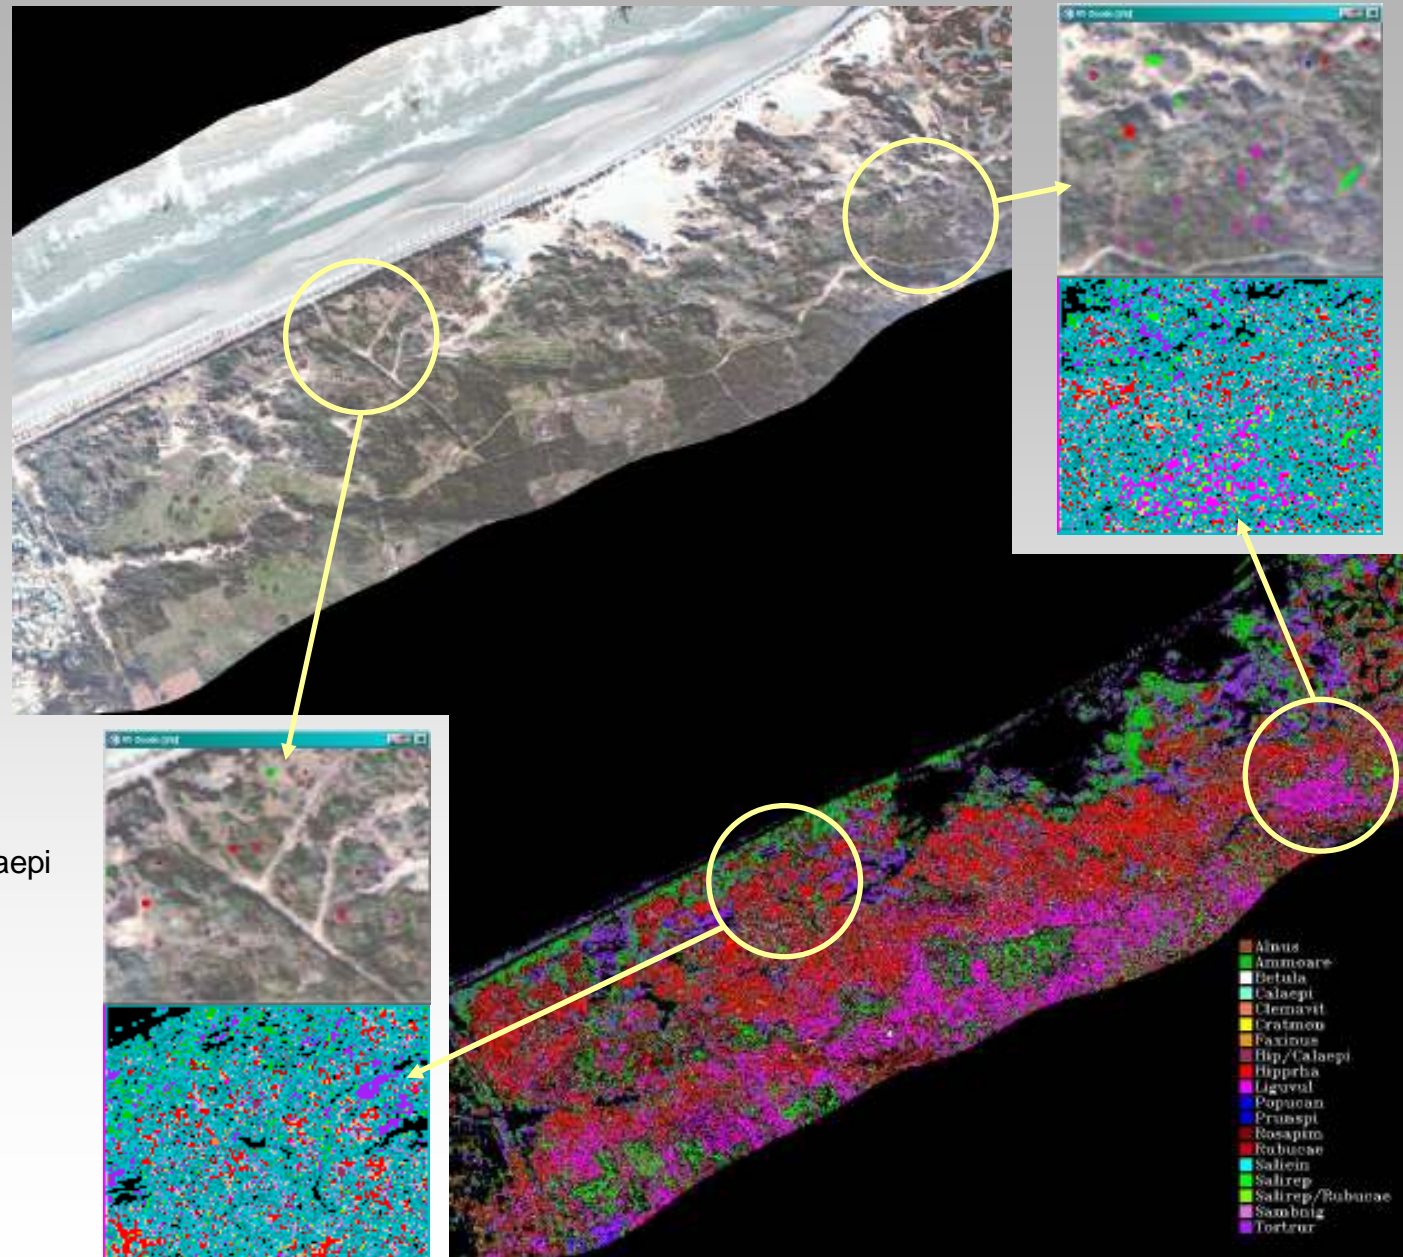 aepi
Alnus
Ammoare
Betula
Calaepi
Clemavit
Cratmon
Faxinus
Hip/Calaepi
Hipprha
Liguvul
Popucan
Prunspi
Rosapim
Rubucae
Salicin
Salirep
Salirep/Rubucae
Sambnig
Tortrur